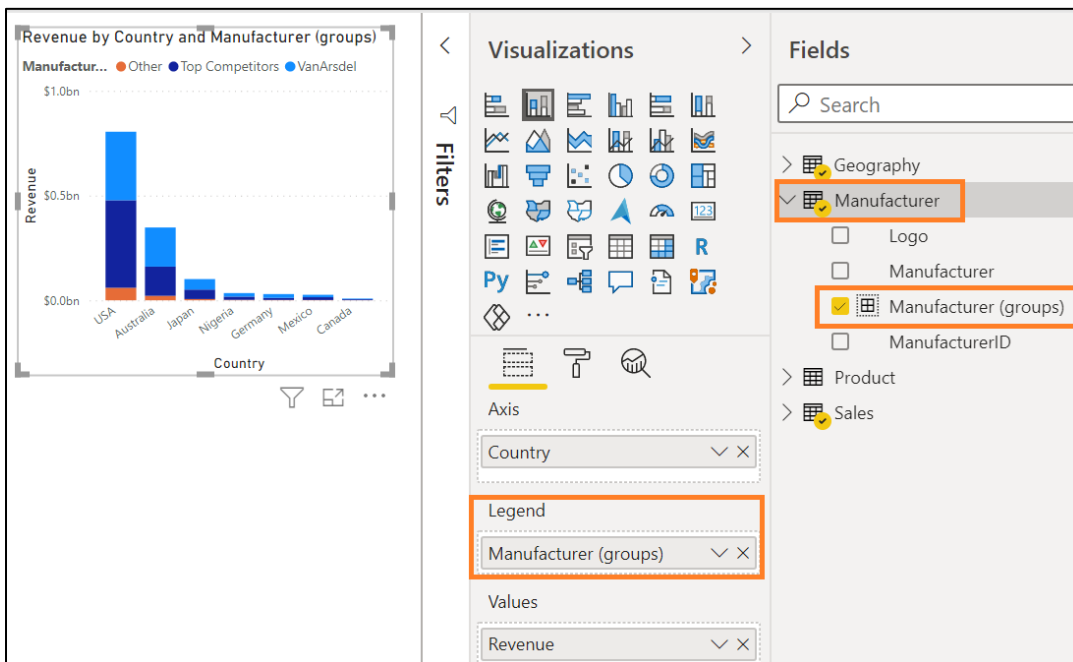 Revenue by Country and Manufacturer (groups)
Manufactur... Other Top Competitors VanArsdel
$1.0bn
$0.5bn
$0.0bn
Revenue
USA
Australia
Japan
Nigeria
Germany
Mexico
Canada
Country
Filters
Visualizations
123
R
Py
...
Axis
Country
Legend
Manufacturer (groups)
Values
Revenue
Fields
Search
Geography
Manufacturer
Logo
Manufacturer
Manufacturer (groups)
ManufacturerID
Product
Sales